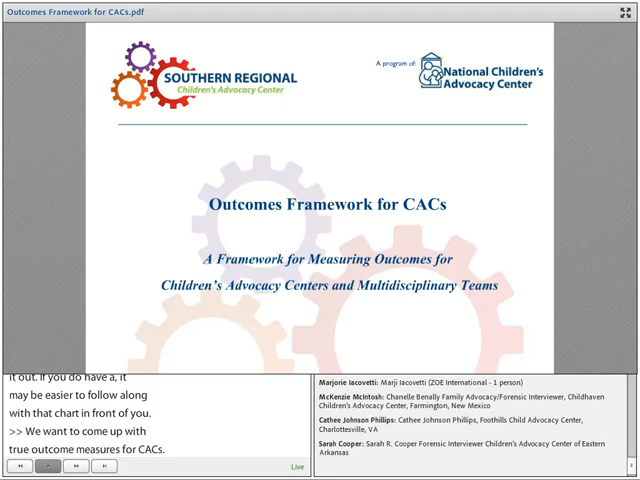 Outcomes Framework for CACs.pdf
SOUTHERN REGIONAL
Children's Advocacy Center
A program of:
National Children's
Advocacy Center
Outcomes Framework for CACs
A Framework for Measuring Outcomes for
Children's Advocacy Centers and Multidisciplinary Teams
it out. If you do have a, it
may be easier to follow along
with that chart in front of you.
>> We want to come up with
true outcome measures for CACs.
Live
Marjorie Iacovetti: Marji Iacovetti (ZOE International - 1 person)
McKenzie McIntosh: Chanelle Benally Family Advocacy/Forensic Interviewer, Childhaven
Children's Advocacy Center, Farmington, New Mexico
Cathee Johnson Phillips: Cathee Johnson Phillips, Foothills Child Advocacy Center,
Charlottesville, VA
Sarah Cooper: Sarah R. Cooper Forensic Interviewer Children's Advocacy Center of Eastern
Arkansas